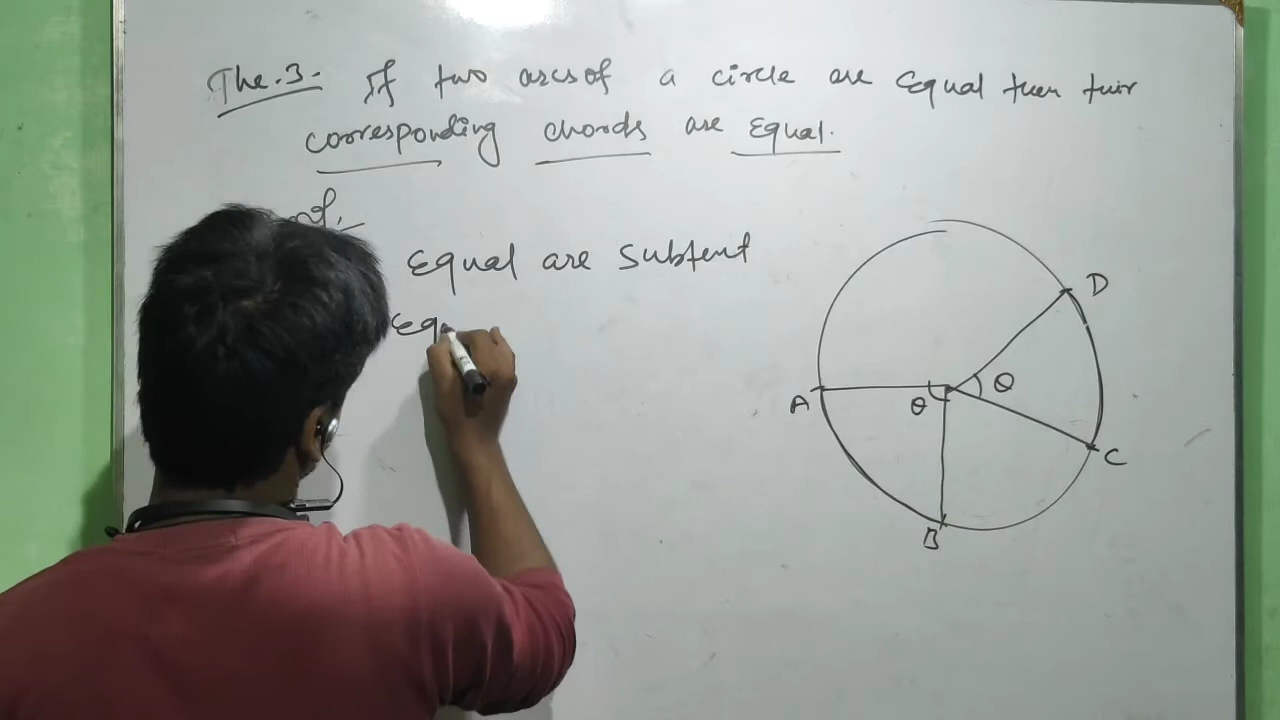 The.3. If two arcs of a circle are Equal then their
corresponding chords are Equal.
Equal are Subtent
Eq
D
θ
A
θ
C
B